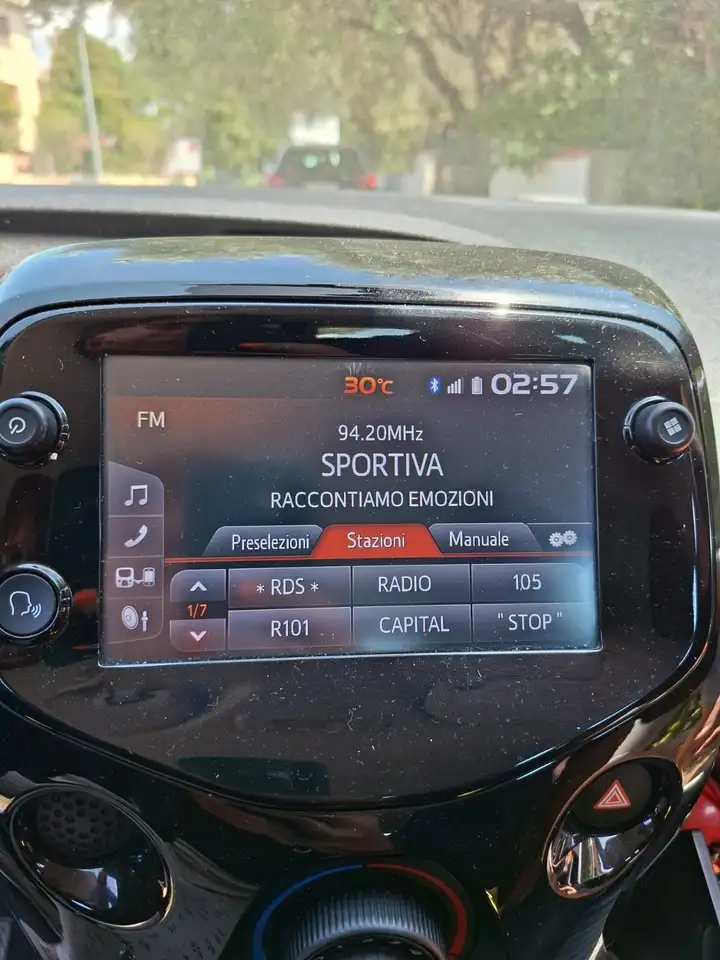 30°C 02:57
FM
94.20MHz
SPORTIVA
RACCONTIAMO EMOZIONI
Preselezioni Stazioni Manuale
* RDS * RADIO 105
1/7
R101 CAPITAL "STOP"